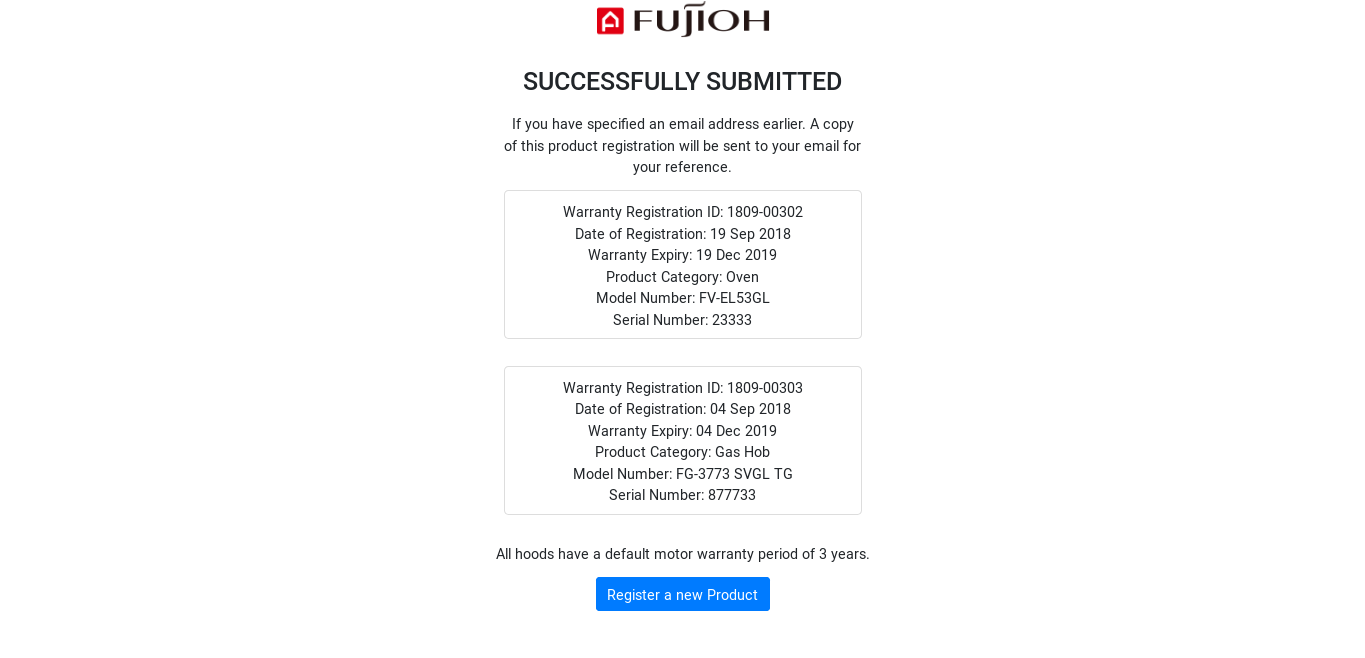 FUJIOH
SUCCESSFULLY SUBMITTED
If you have specified an email address earlier. A copy
of this product registration will be sent to your email for
your reference.
Warranty Registration ID: 1809-00302
Date of Registration: 19 Sep 2018
Warranty Expiry: 19 Dec 2019
Product Category: Oven
Model Number: FV-EL53GL
Serial Number: 23333
Warranty Registration ID: 1809-00303
Date of Registration: 04 Sep 2018
Warranty Expiry: 04 Dec 2019
Product Category: Gas Hob
Model Number: FG-3773 SVGL TG
Serial Number: 877733
All hoods have a default motor warranty period of 3 years.
Register a new Product